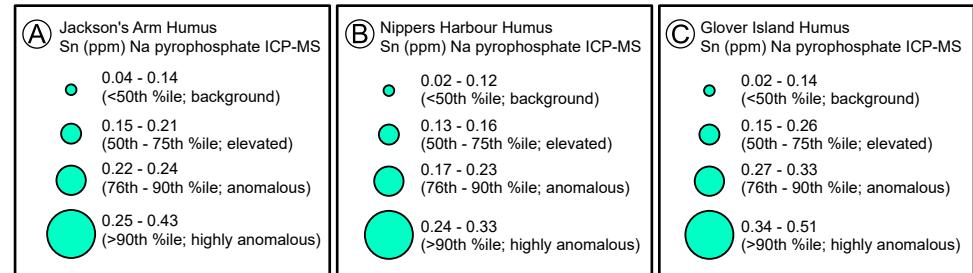 A Jackson's Arm Humus
Sn (ppm) Na pyrophosphate ICP-MS
0.04 - 0.14
(<50th %ile; background)
0.15 - 0.21
(50th - 75th %ile; elevated)
0.22 - 0.24
(76th - 90th %ile; anomalous)
0.25 - 0.43
(>90th %ile; highly anomalous)
B Nippers Harbour Humus
Sn (ppm) Na pyrophosphate ICP-MS
0.02 - 0.12
(<50th %ile; background)
0.13 - 0.16
(50th - 75th %ile; elevated)
0.17 - 0.23
(76th - 90th %ile; anomalous)
0.24 - 0.33
(>90th %ile; highly anomalous)
C Glover Island Humus
Sn (ppm) Na pyrophosphate ICP-MS
0.02 - 0.14
(<50th %ile; background)
0.15 - 0.26
(50th - 75th %ile; elevated)
0.27 - 0.33
(76th - 90th %ile; anomalous)
0.34 - 0.51
(>90th %ile; highly anomalous)